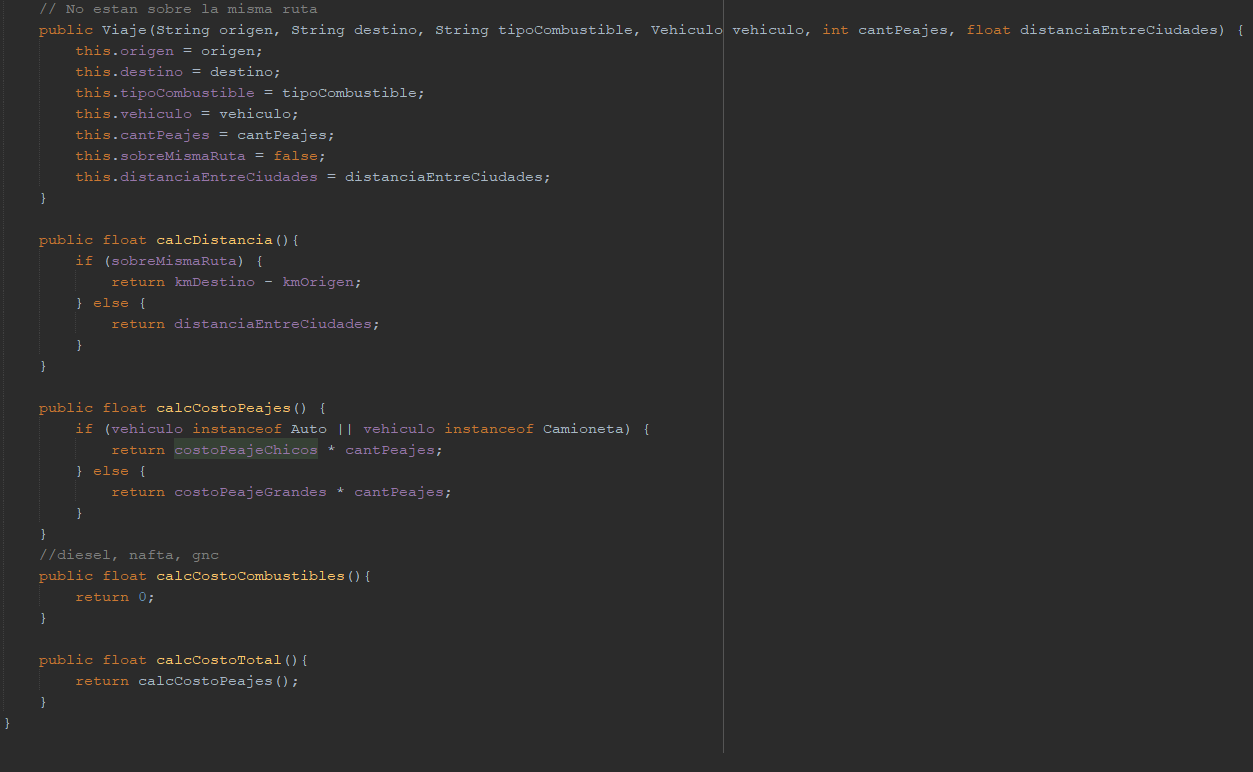 // No estan sobre la misma ruta
public Viaje(String origen, String destino, String tipoCombustible, Vehiculo vehiculo, int cantPeajes, float distanciaEntreCiudades) {
this.origen = origen;
this.destino = destino;
this.tipoCombustible = tipoCombustible;
this.vehiculo = vehiculo;
this.cantPeajes = cantPeajes;
this.sobreMismaRuta = false;
this.distanciaEntreCiudades = distanciaEntreCiudades;
}
public float calcDistancia(){
if (sobreMismaRuta) {
return kmDestino - kmOrigen;
} else {
return distanciaEntreCiudades;
}
}
public float calcCostoPeajes() {
if (vehiculo instanceof Auto || vehiculo instanceof Camioneta) {
return costoPeajeChicos * cantPeajes;
} else {
return costoPeajeGrandes * cantPeajes;
}
}
//diesel, nafta, gnc
public float calcCostoCombustibles(){
return 0;
}
public float calcCostoTotal(){
return calcCostoPeajes();
}
}